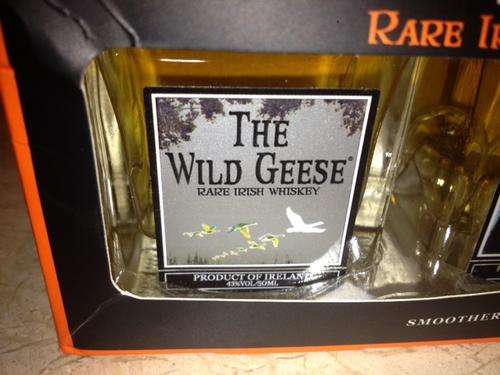 RARE
THE
WILD GEESE®
RARE IRISH WHISKEY
PRODUCT OF IRELAND
43%VOL/50ML
SMOOTHER